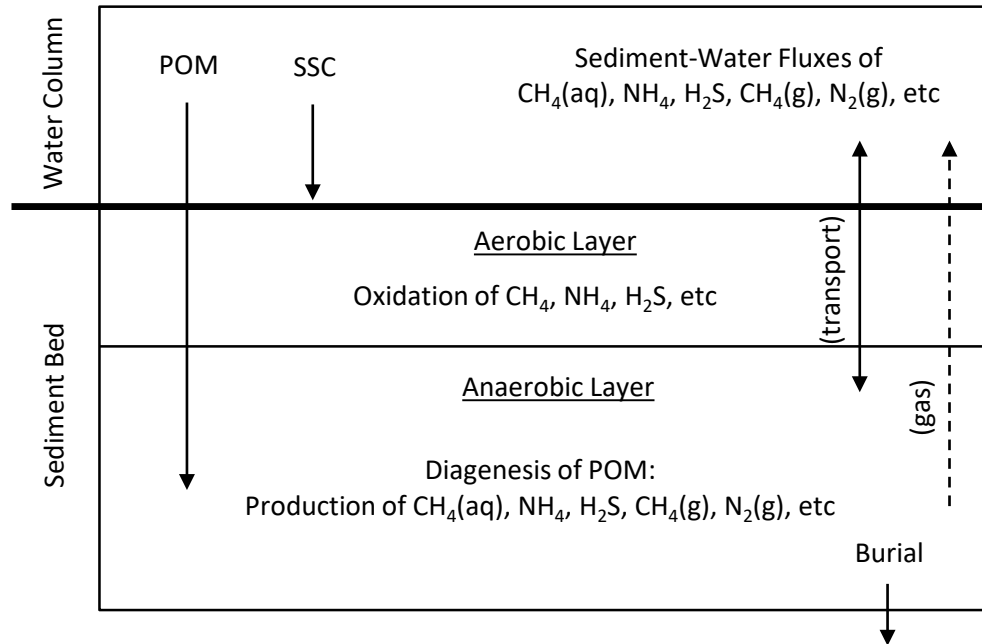 Water Column
POM
SSC
Sediment-Water Fluxes of
CH₄(aq), NH₄, H₂S, CH₄(g), N₂(g), etc
Sediment Bed
Aerobic Layer
Oxidation of CH₄, NH₄, H₂S, etc
(transport)
Anaerobic Layer
(gas)
Diagenesis of POM:
Production of CH₄(aq), NH₄, H₂S, CH₄(g), N₂(g), etc
Burial